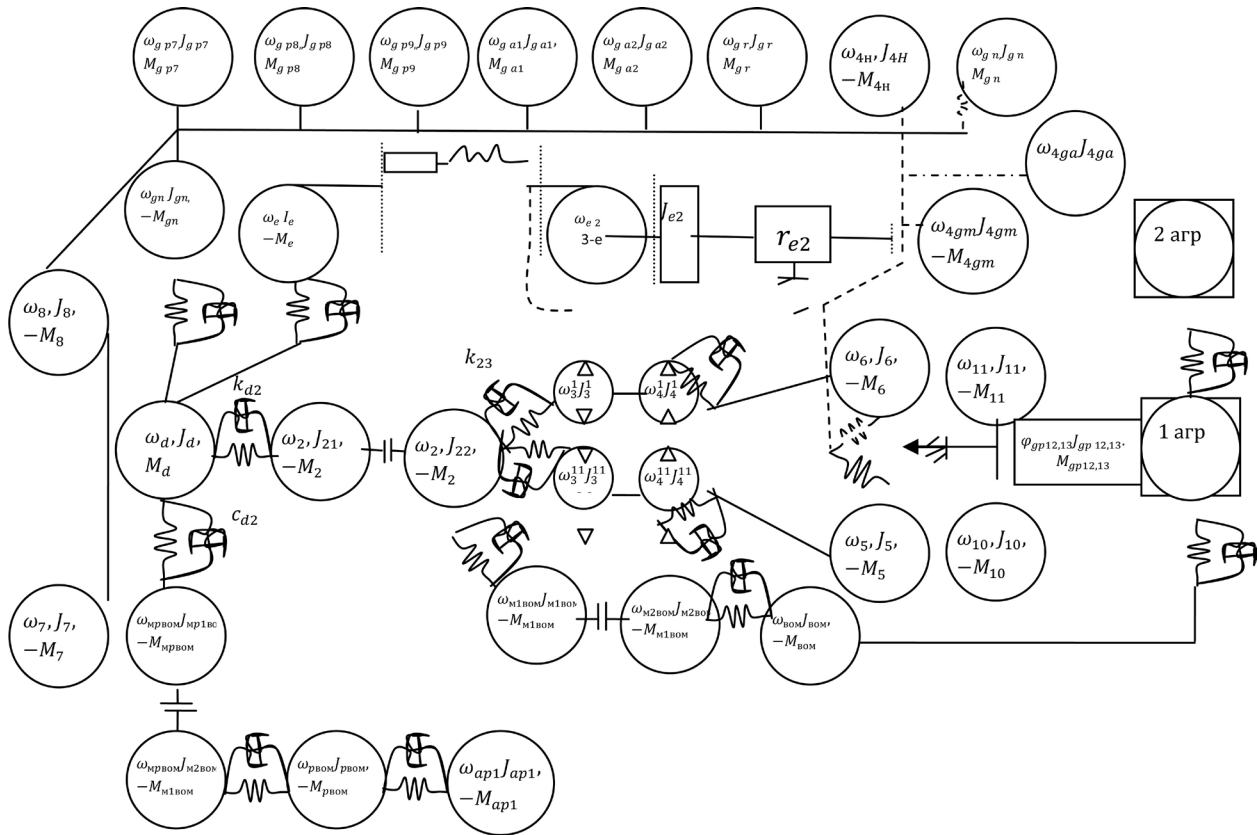 ω_{g p7}, J_{g p7}
M_{g p7}
ω_{g p8}, J_{g p8}
M_{g p8}
ω_{g p9}, J_{g p9}
M_{g p9}
ω_{g a1} J_{g a1},
M_{g a1}
ω_{g a2} J_{g a2}
M_{g a2}
ω_{g r} J_{g r}
M_{g r}
ω_{4н}, J_{4H}
−M_{4н}
ω_{g n} J_{g n}
M_{g n}
ω_{4ga} J_{4ga}
ω_{gn} J_{gn},
−M_{gn}
ω_e I_e
−M_e
ω_{e 2}
3-e
J_{e2}
r_{e2}
ω_{4gm} J_{4gm}
−M_{4gm}
2 агр
ω_8, J_8,
−M_8
k_{23}
ω_3^1 J_3^1
ω_4^1 J_4^1
ω_6, J_6,
−M_6
ω_{11}, J_{11},
−M_{11}
k_{d2}
ω_d, J_d,
M_d
ω_2, J_{21},
−M_2
ω_2, J_{22},
−M_2
ω_3^{11} J_3^{11}
ω_4^{11} J_4^{11}
φ_{gp12,13} J_{gp 12,13},
M_{gp12,13}
1 агр
c_{d2}
ω_5, J_5,
−M_5
ω_{10}, J_{10},
−M_{10}
ω_7, J_7,
−M_7
ω_{мрвом} J_{мр1вс}
−M_{мрвом}
ω_{м1вом} J_{м1вом}
−M_{м1вом}
ω_{м2вом} J_{м2вом}
−M_{м1вом}
ω_{вом} J_{вом},
−M_{вом}
ω_{мрвом} J_{м2вом}
−M_{м1вом}
ω_{рвом} J_{рвом},
−M_{рвом}
ω_{ap1} J_{ap1},
−M_{ap1}